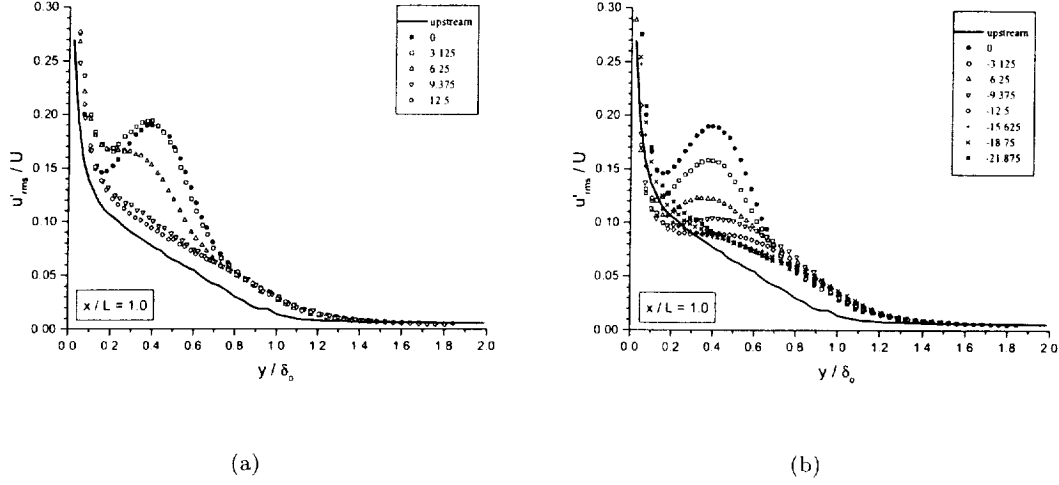 upstream
0
3.125
6.25
9.375
12.5
0.30
0.25
0.20
0.15
0.10
0.05
0.00
u'rms / U
x / L = 1.0
0.0 0.2 0.4 0.6 0.8 1.0 1.2 1.4 1.6 1.8 2.0
y / δo
(a)
upstream
0
-3.125
-6.25
-9.375
-12.5
-15.625
-18.75
-21.875
0.30
0.25
0.20
0.15
0.10
0.05
0.00
u'rms / U
x / L = 1.0
0.0 0.2 0.4 0.6 0.8 1.0 1.2 1.4 1.6 1.8 2.0
y / δo
(b)